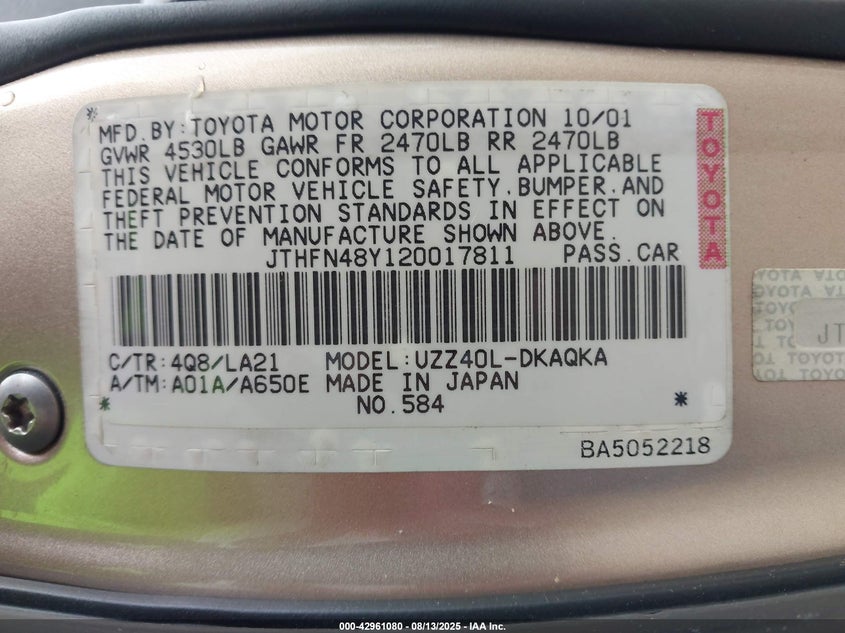 MFD. BY: TOYOTA MOTOR CORPORATION 10/01
GVWR 4530LB GAWR FR 2470LB RR 2470LB
THIS VEHICLE CONFORMS TO ALL APPLICABLE
FEDERAL MOTOR VEHICLE SAFETY. BUMPER. AND
THEFT PREVENTION STANDARDS IN EFFECT ON
THE DATE OF MANUFACTURE SHOWN ABOVE.
JTHFN48Y120017811 PASS. CAR
TOYOTA
C/TR: 4Q8/LA21 MODEL: UZZ40L-DKAQKA
A/TM: A01A/A650E MADE IN JAPAN
* NO. 584 *
BA5052218
TOYOTA
JT
000-42961080 - 08/13/2025 - IAA Inc.